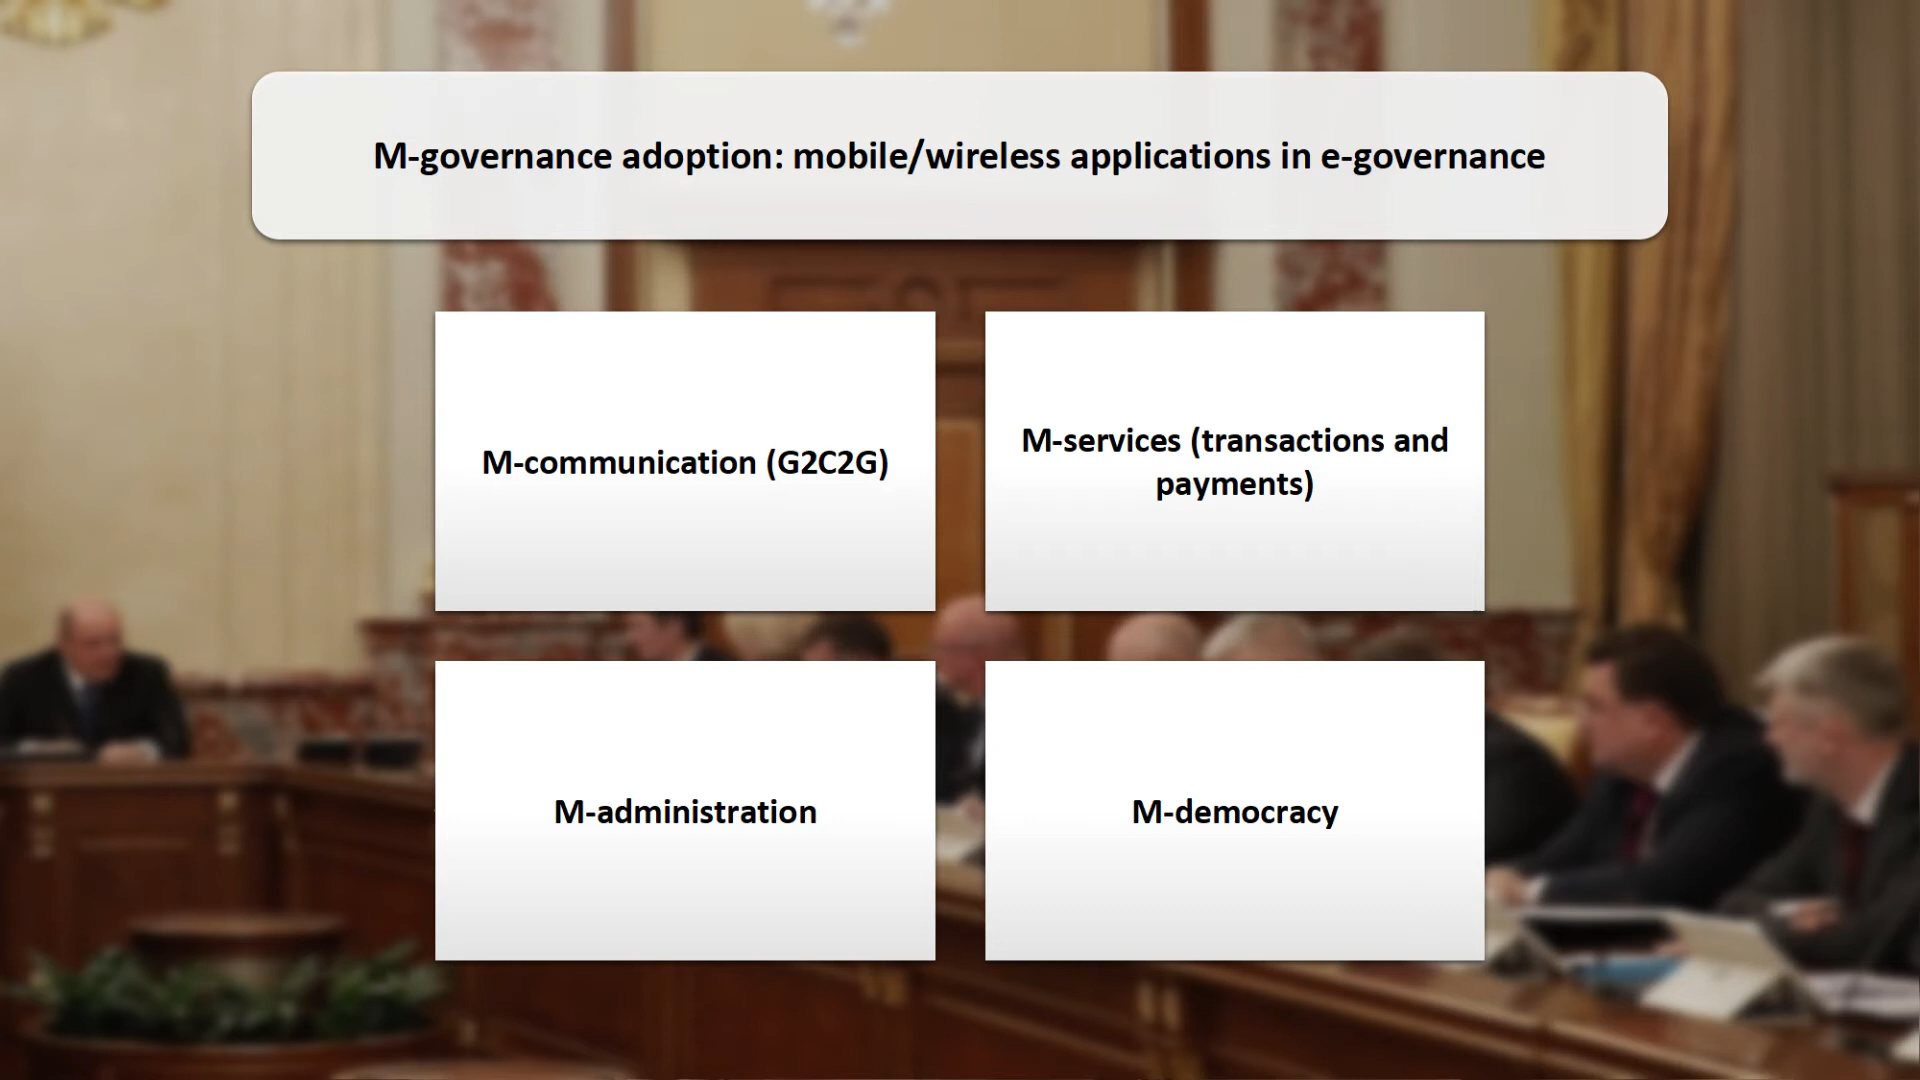 M-governance adoption: mobile/wireless applications in e-governance
M-communication (G2C2G)
M-services (transactions and
payments)
M-administration
M-democracy